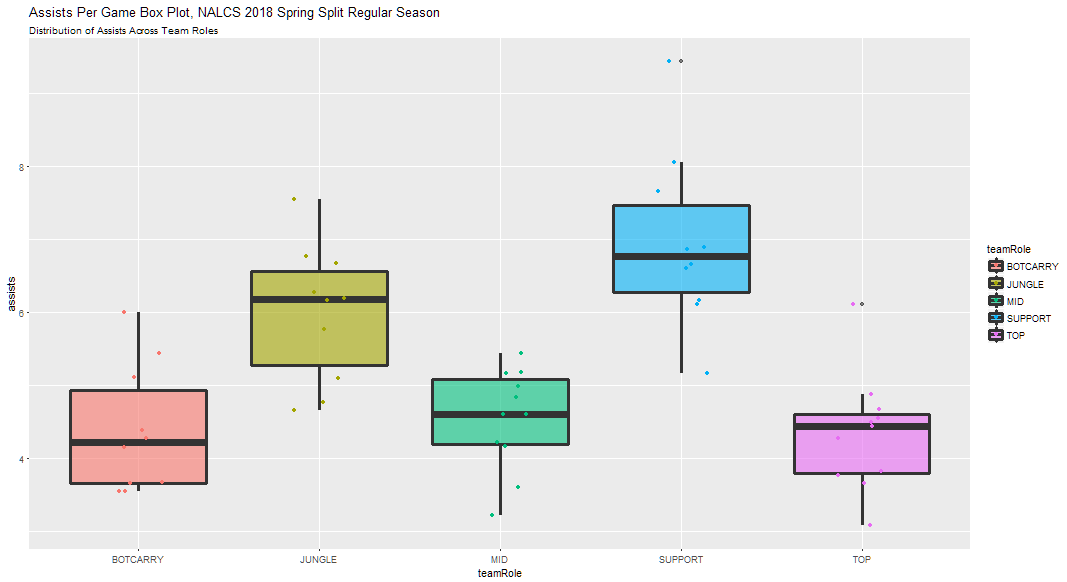 Assists Per Game Box Plot, NALCS 2018 Spring Split Regular Season
Distribution of Assists Across Team Roles
8
6
4
assists
BOTCARRY
JUNGLE
MID
SUPPORT
TOP
teamRole
teamRole
BOTCARRY
JUNGLE
MID
SUPPORT
TOP